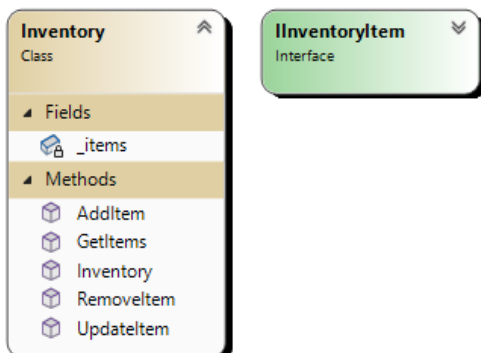 Inventory
Class
Fields
_items
Methods
AddItem
GetItems
Inventory
RemoveItem
UpdateItem
IInventoryItem
Interface